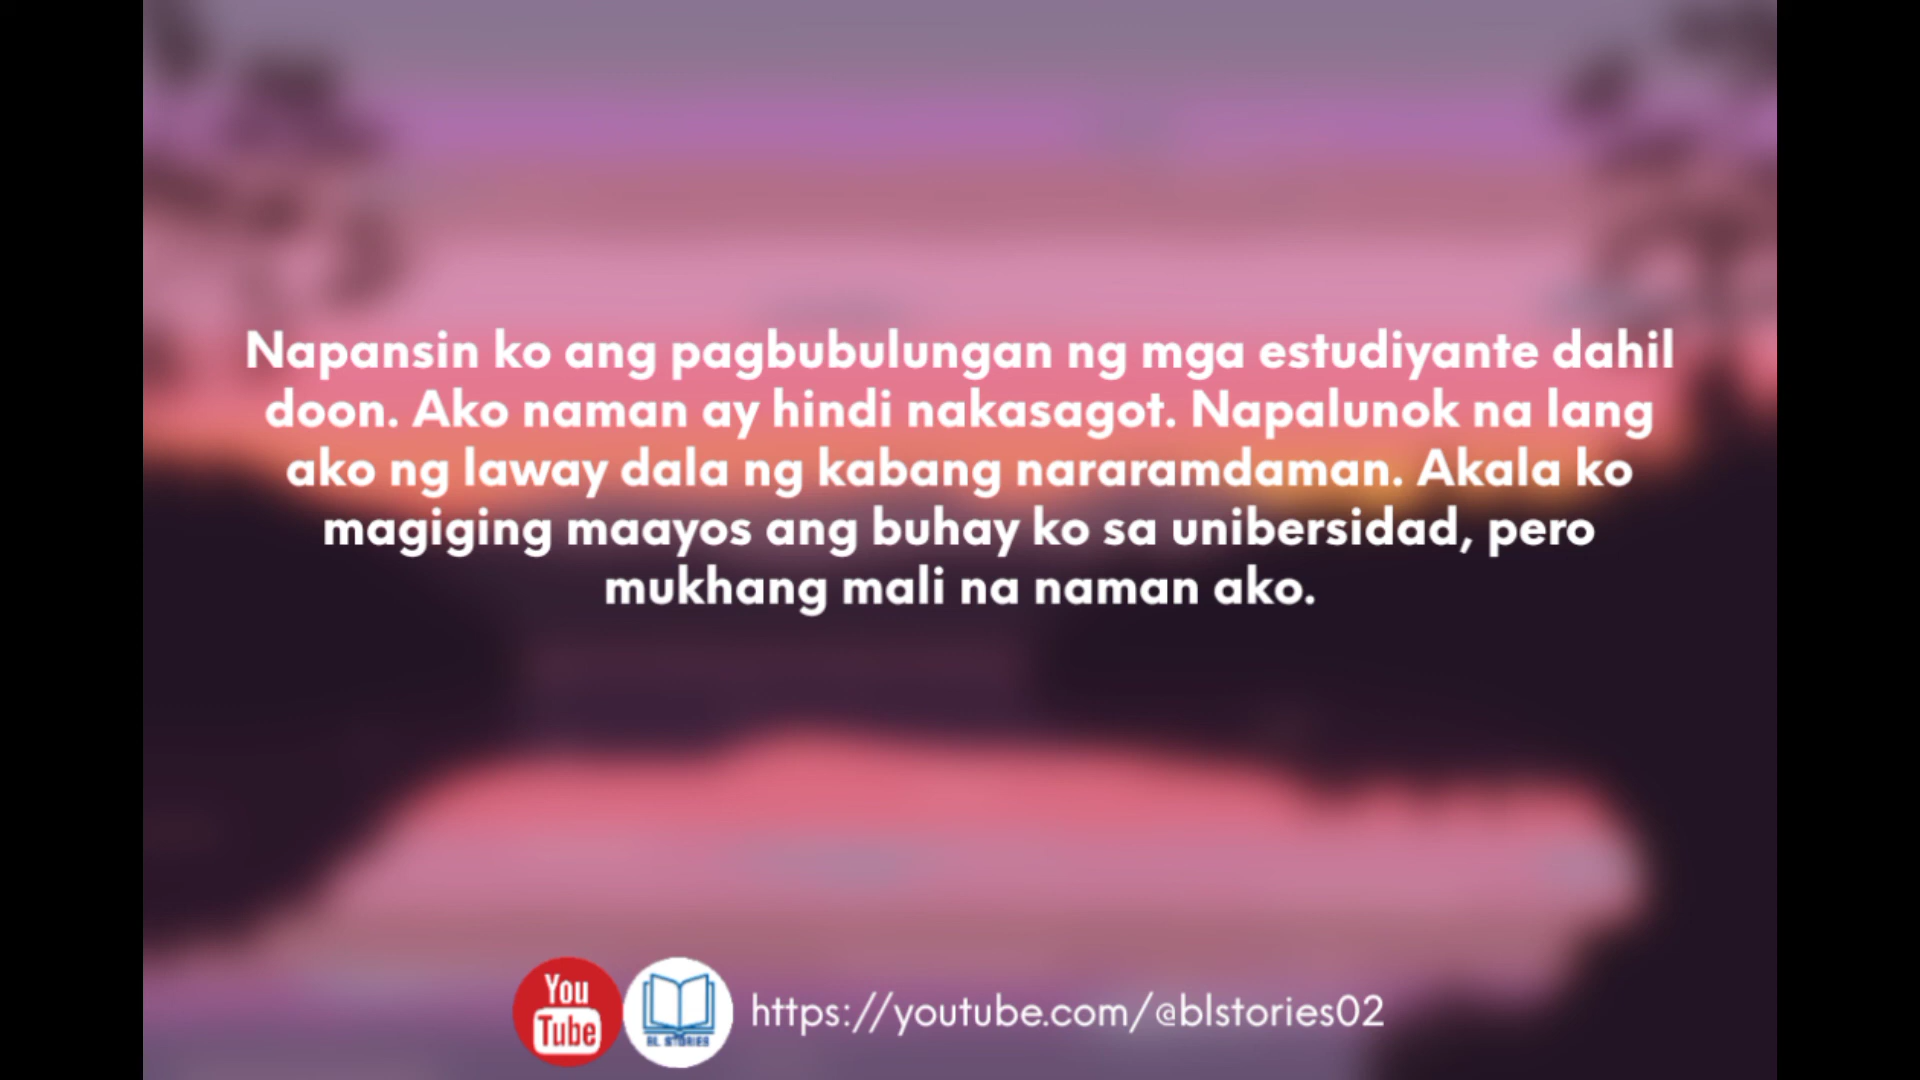 Napansin ko ang pagbubulungan ng mga estudiyante dahil
doon. Ako naman ay hindi nakasagot. Napalunok na lang
ako ng laway dala ng kabang nararamdaman. Akala ko
magiging maayos ang buhay ko sa unibersidad, pero
mukhang mali na naman ako.
You
Tube
BL STORIES
https://youtube.com/@blstories02